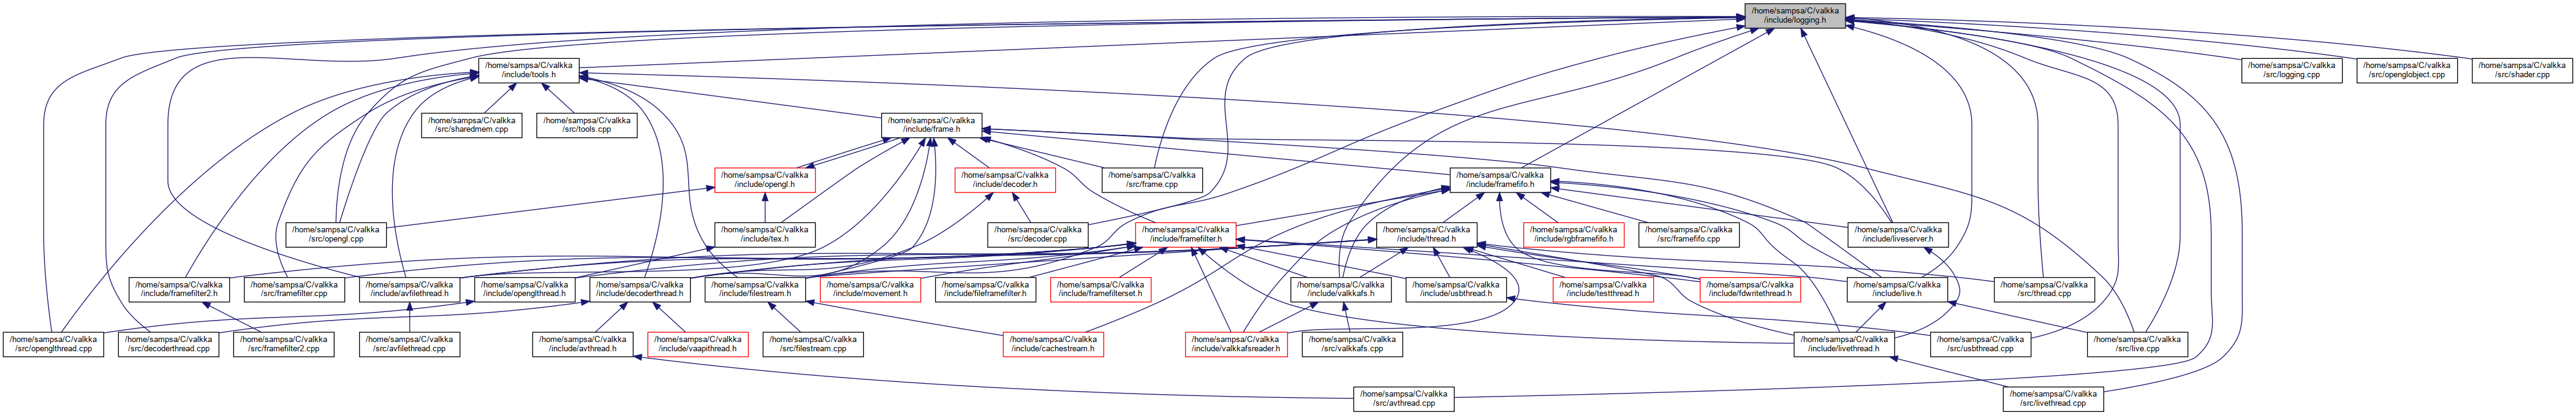 /home/sampsa/C/valkka
/include/logging.h
/home/sampsa/C/valkka
/include/tools.h
/home/sampsa/C/valkka
/src/logging.cpp
/home/sampsa/C/valkka
/src/openglobject.cpp
/home/sampsa/C/valkka
/src/shader.cpp
/home/sampsa/C/valkka
/src/sharedmem.cpp
/home/sampsa/C/valkka
/src/tools.cpp
/home/sampsa/C/valkka
/include/frame.h
/home/sampsa/C/valkka
/include/opengl.h
/home/sampsa/C/valkka
/include/decoder.h
/home/sampsa/C/valkka
/src/frame.cpp
/home/sampsa/C/valkka
/include/framefifo.h
/home/sampsa/C/valkka
/src/opengl.cpp
/home/sampsa/C/valkka
/include/tex.h
/home/sampsa/C/valkka
/src/decoder.cpp
/home/sampsa/C/valkka
/include/framefilter.h
/home/sampsa/C/valkka
/include/thread.h
/home/sampsa/C/valkka
/include/rgbframefifo.h
/home/sampsa/C/valkka
/src/framefifo.cpp
/home/sampsa/C/valkka
/include/liveserver.h
/home/sampsa/C/valkka
/include/framefilter2.h
/home/sampsa/C/valkka
/src/framefilter.cpp
/home/sampsa/C/valkka
/include/avfilethread.h
/home/sampsa/C/valkka
/include/openglthread.h
/home/sampsa/C/valkka
/include/decoderthread.h
/home/sampsa/C/valkka
/include/filestream.h
/home/sampsa/C/valkka
/include/movement.h
/home/sampsa/C/valkka
/include/fileframefilter.h
/home/sampsa/C/valkka
/include/framefilterset.h
/home/sampsa/C/valkka
/include/valkkafs.h
/home/sampsa/C/valkka
/include/usbthread.h
/home/sampsa/C/valkka
/include/testthread.h
/home/sampsa/C/valkka
/include/fdwritethread.h
/home/sampsa/C/valkka
/include/live.h
/home/sampsa/C/valkka
/src/thread.cpp
/home/sampsa/C/valkka
/src/openglthread.cpp
/home/sampsa/C/valkka
/src/decoderthread.cpp
/home/sampsa/C/valkka
/src/framefilter2.cpp
/home/sampsa/C/valkka
/src/avfilethread.cpp
/home/sampsa/C/valkka
/include/avthread.h
/home/sampsa/C/valkka
/include/vaapithread.h
/home/sampsa/C/valkka
/src/filestream.cpp
/home/sampsa/C/valkka
/include/cachestream.h
/home/sampsa/C/valkka
/include/valkkafsreader.h
/home/sampsa/C/valkka
/src/valkkafs.cpp
/home/sampsa/C/valkka
/include/livethread.h
/home/sampsa/C/valkka
/src/usbthread.cpp
/home/sampsa/C/valkka
/src/live.cpp
/home/sampsa/C/valkka
/src/avthread.cpp
/home/sampsa/C/valkka
/src/livethread.cpp